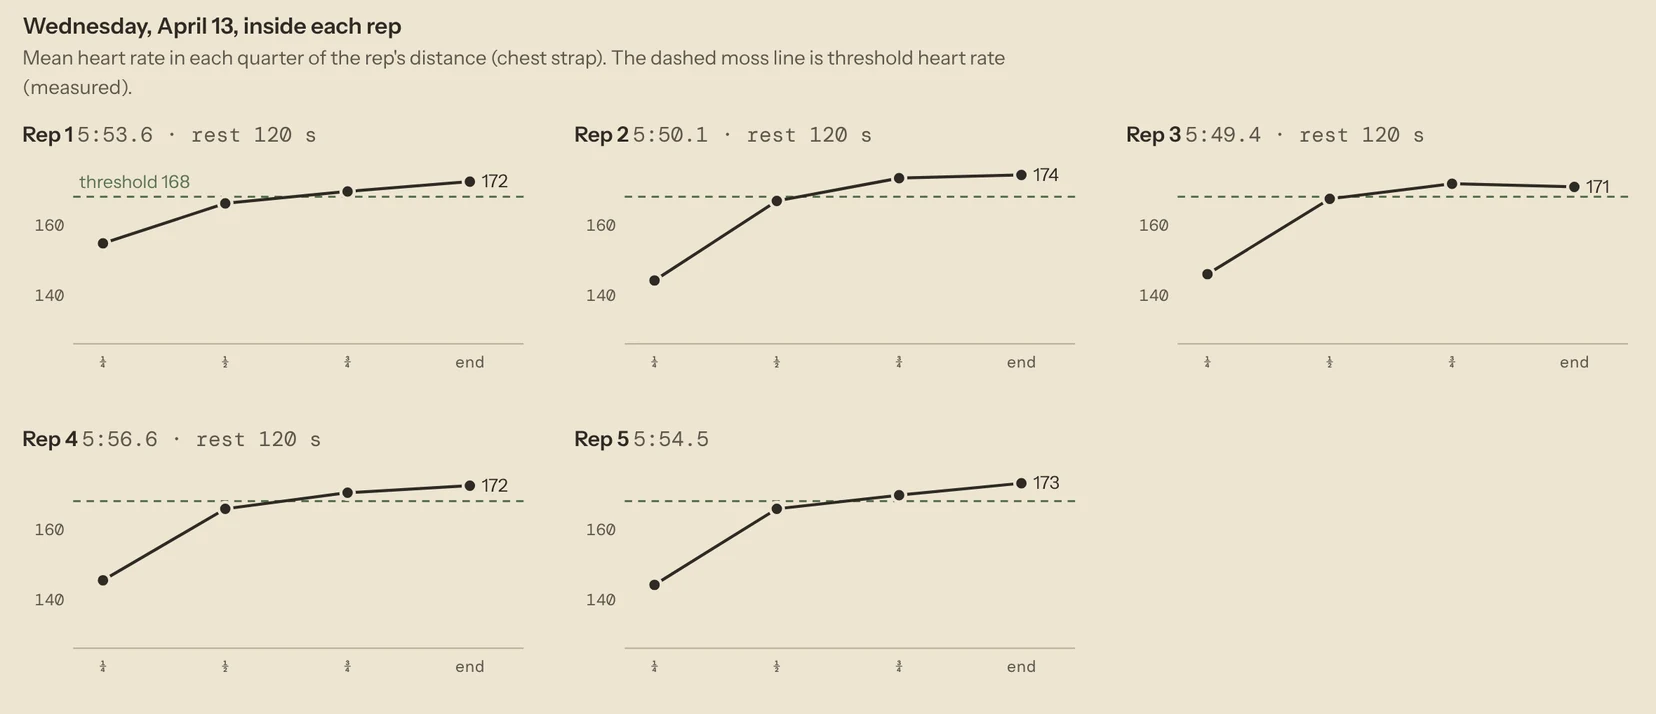 Wednesday, April 13, inside each rep
Mean heart rate in each quarter of the rep's distance (chest strap). The dashed moss line is threshold heart rate
(measured).
Rep 1 5:53.6 · rest 120 s
threshold 168
172
160
140
¼ ½ ¾ end
Rep 2 5:50.1 · rest 120 s
174
160
140
¼ ½ ¾ end
Rep 3 5:49.4 · rest 120 s
171
160
140
¼ ½ ¾ end
Rep 4 5:56.6 · rest 120 s
172
160
140
¼ ½ ¾ end
Rep 5 5:54.5
173
160
140
¼ ½ ¾ end